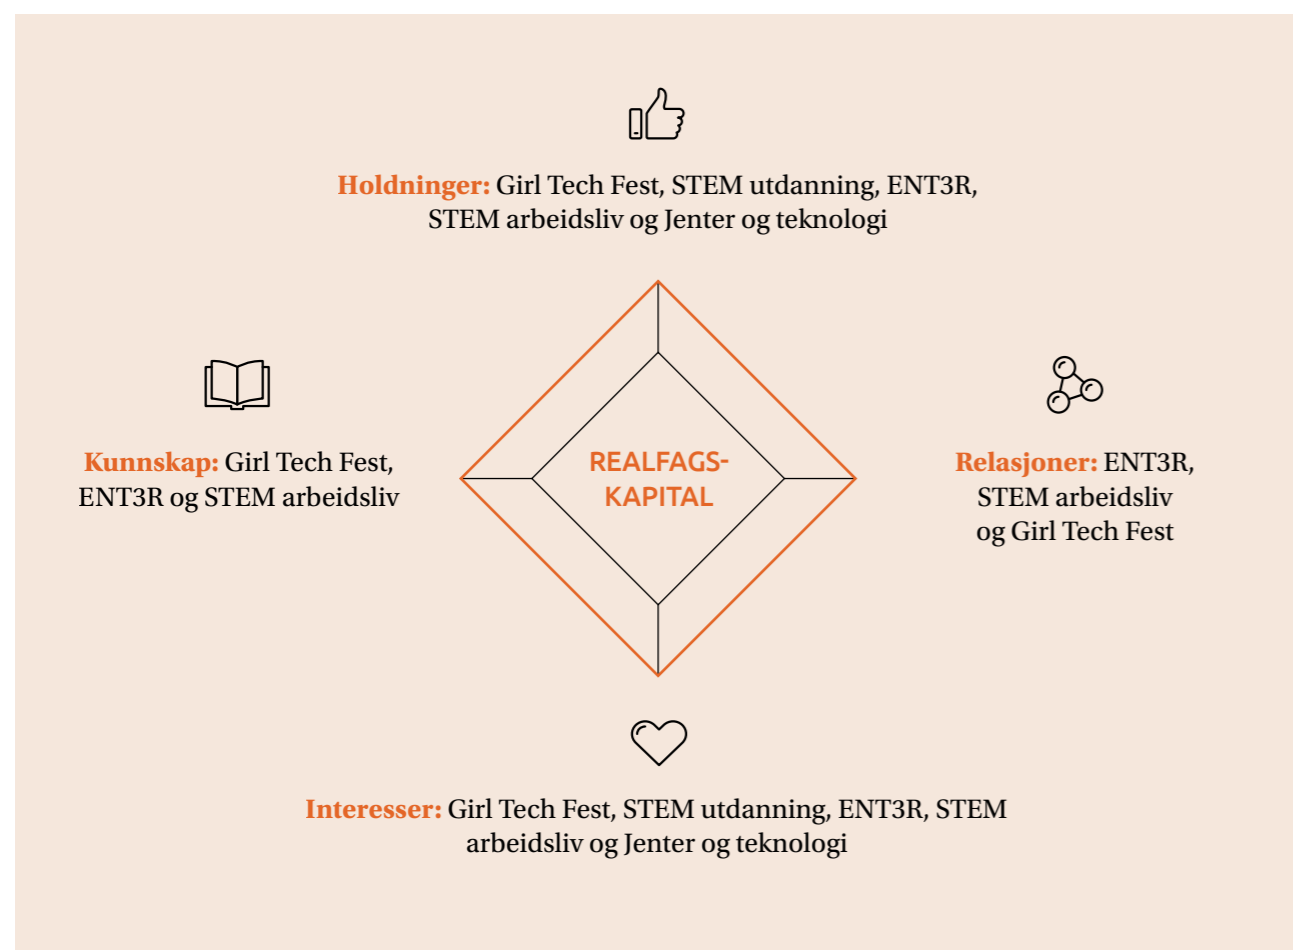 Holdninger: Girl Tech Fest, STEM utdanning, ENT3R,
STEM arbeidsliv og Jenter og teknologi
Kunnskap: Girl Tech Fest,
ENT3R og STEM arbeidsliv
REALFAGS-
KAPITAL
Relasjoner: ENT3R,
STEM arbeidsliv
og Girl Tech Fest
Interesser: Girl Tech Fest, STEM utdanning, ENT3R, STEM
arbeidsliv og Jenter og teknologi